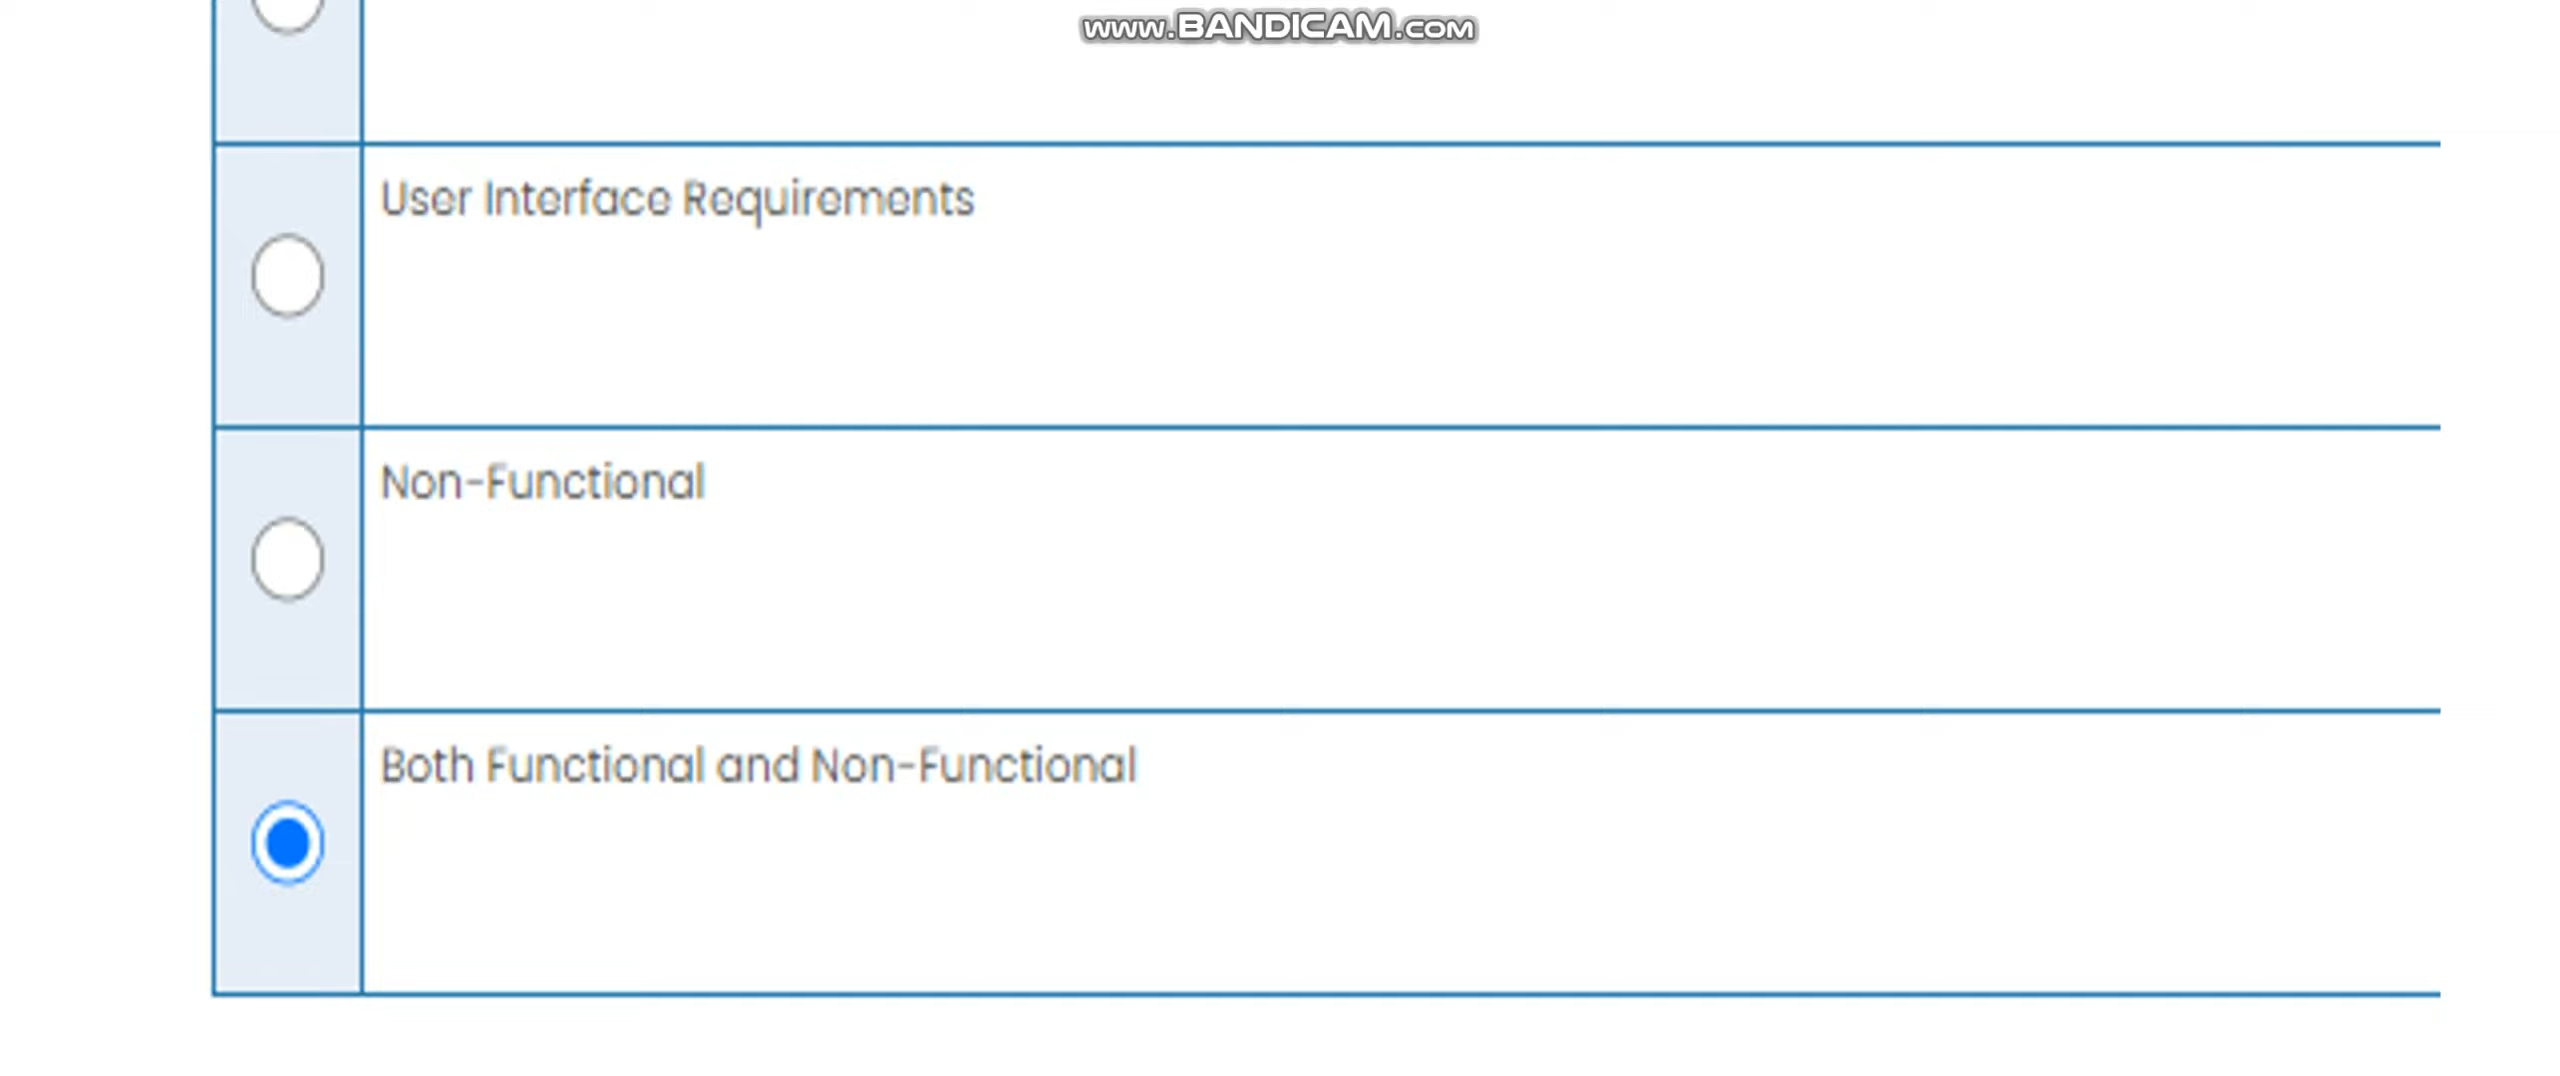 www.BANDICAM.com
User Interface Requirements
Non-Functional
Both Functional and Non-Functional